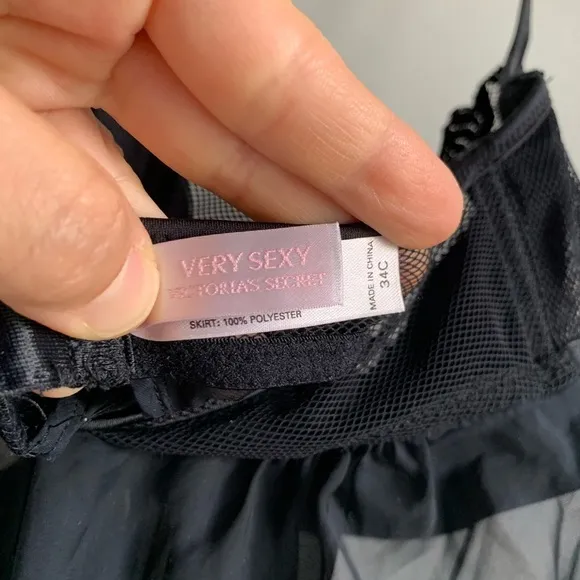 VERY SEXY
VICTORIA'S SECRET
SKIRT: 100% POLYESTER
MADE IN CHINA
34C